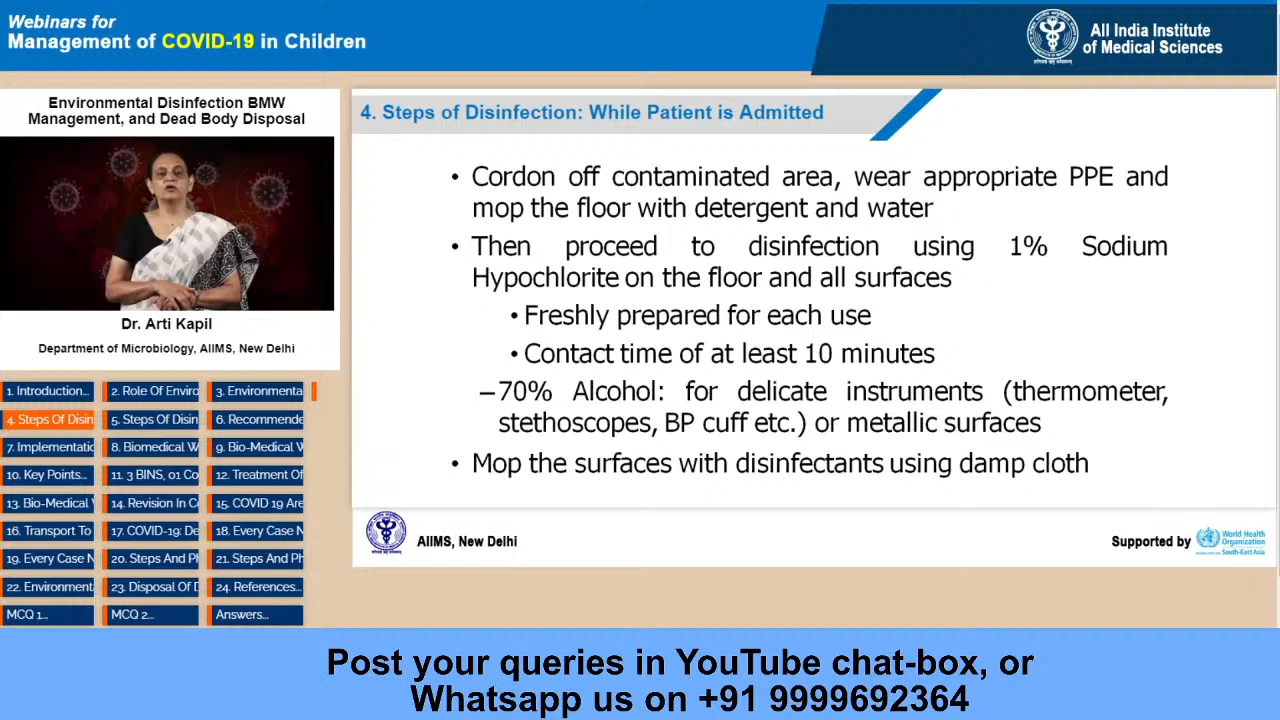 Webinars for
Management of COVID-19 in Children
All India Institute
of Medical Sciences
Environmental Disinfection BMW
Management, and Dead Body Disposal
Dr. Arti Kapil
Department of Microbiology, AIIMS, New Delhi
1. Introduction...
2. Role Of Enviro
3. Environmenta
4. Steps Of Disin
5. Steps Of Disin
6. Recommende
7. Implementatio
8. Biomedical W
9. Bio-Medical W
10. Key Points...
11. 3 BINS, 01 Co
12. Treatment Of
13. Bio-Medical W
14. Revision In Co
15. COVID 19 Are
16. Transport To
17. COVID-19: De
18. Every Case N
19. Every Case N
20. Steps And Ph
21. Steps And Ph
22. Environment
23. Disposal Of D
24. References...
MCQ 1...
MCQ 2...
Answers...
4. Steps of Disinfection: While Patient is Admitted
• Cordon off contaminated area, wear appropriate PPE and
mop the floor with detergent and water
• Then proceed to disinfection using 1% Sodium
Hypochlorite on the floor and all surfaces
• Freshly prepared for each use
• Contact time of at least 10 minutes
–70% Alcohol: for delicate instruments (thermometer,
stethoscopes, BP cuff etc.) or metallic surfaces
• Mop the surfaces with disinfectants using damp cloth
AIIMS, New Delhi
Supported by
World Health
Organization
South-East Asia
Post your queries in YouTube chat-box, or
Whatsapp us on +91 9999692364